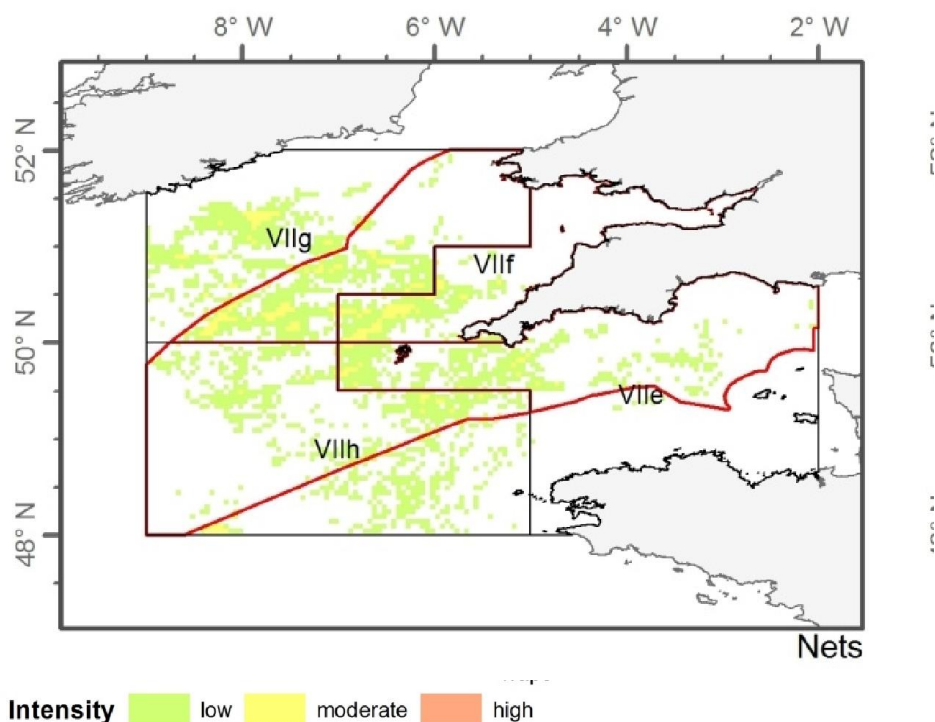 8° W 6° W 4° W 2° W
52° N
50° N
48° N
VIIg
VIIf
VIIe
VIIh
Nets
Intensity low moderate high